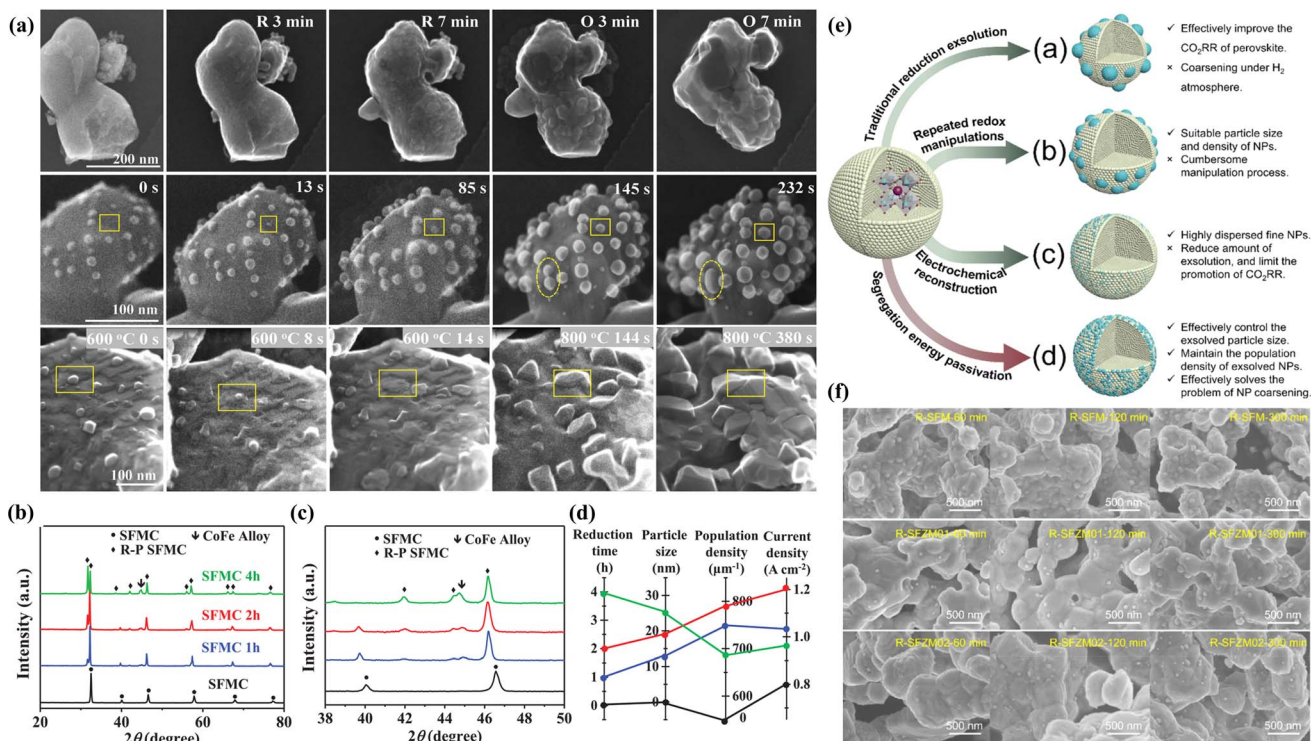 (a)
R 3 min
R 7 min
O 3 min
O 7 min
200 nm
0 s
13 s
85 s
145 s
232 s
100 nm
600 °C 0 s
600 °C 8 s
600 °C 14 s
800 °C 144 s
800 °C 380 s
100 nm
(b)
● SFMC
↓ CoFe Alloy
♦ R-P SFMC
SFMC 4h
SFMC 2h
SFMC 1h
SFMC
Intensity (a.u.)
20 40 60 80
2θ(degree)
(c)
● SFMC
↓ CoFe Alloy
♦ R-P SFMC
Intensity (a.u.)
38 40 42 44 46 48 50
2θ(degree)
(d)
Reduction time (h)
Particle size (nm)
Population density (μm⁻¹)
Current density (A cm⁻²)
4
3
2
1
0
30
20
10
0
800
700
600
0
1.2
1.0
0.8
(e)
Traditional reduction exsolution
Repeated redox manipulations
Electrochemical reconstruction
Segregation energy passivation
(a)
✓ Effectively improve the
CO₂RR of perovskite.
× Coarsening under H₂
atmosphere.
(b)
✓ Suitable particle size
and density of NPs.
× Cumbersome
manipulation process.
(c)
✓ Highly dispersed fine NPs.
× Reduce amount of
exsolution, and limit the
promotion of CO₂RR.
(d)
✓ Effectively control the
exsolved particle size.
✓ Maintain the population
density of exsolved NPs.
✓ Effectively solves the
problem of NP coarsening.
(f)
R-SFM-60 min
500 nm
R-SFM-120 min
500 nm
R-SFM-300 min
500 nm
R-SFZM01-60 min
500 nm
R-SFZM01-120 min
500 nm
R-SFZM01-300 min
500 nm
R-SFZM02-60 min
500 nm
R-SFZM02-120 min
500 nm
R-SFZM02-300 min
500 nm